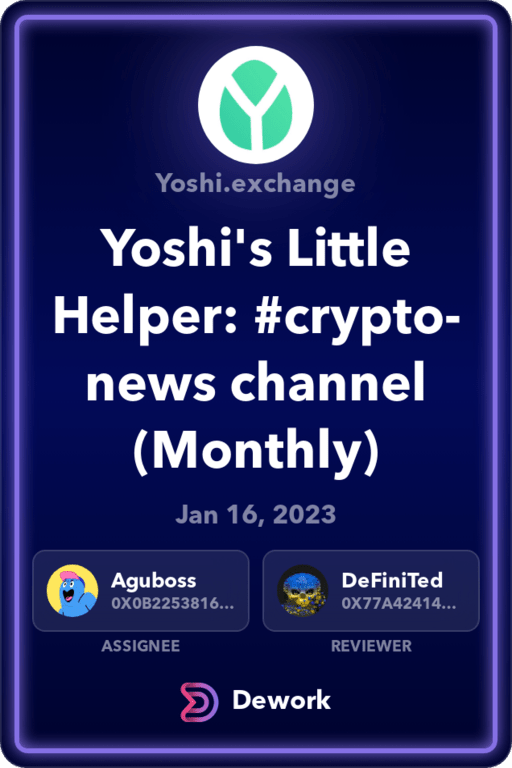 Yoshi.exchange
Yoshi's Little
Helper: #crypto-
news channel
(Monthly)
Jan 16, 2023
Aguboss
0X0B2253816...
DeFiniTed
0X77A42414...
ASSIGNEE
REVIEWER
Dework